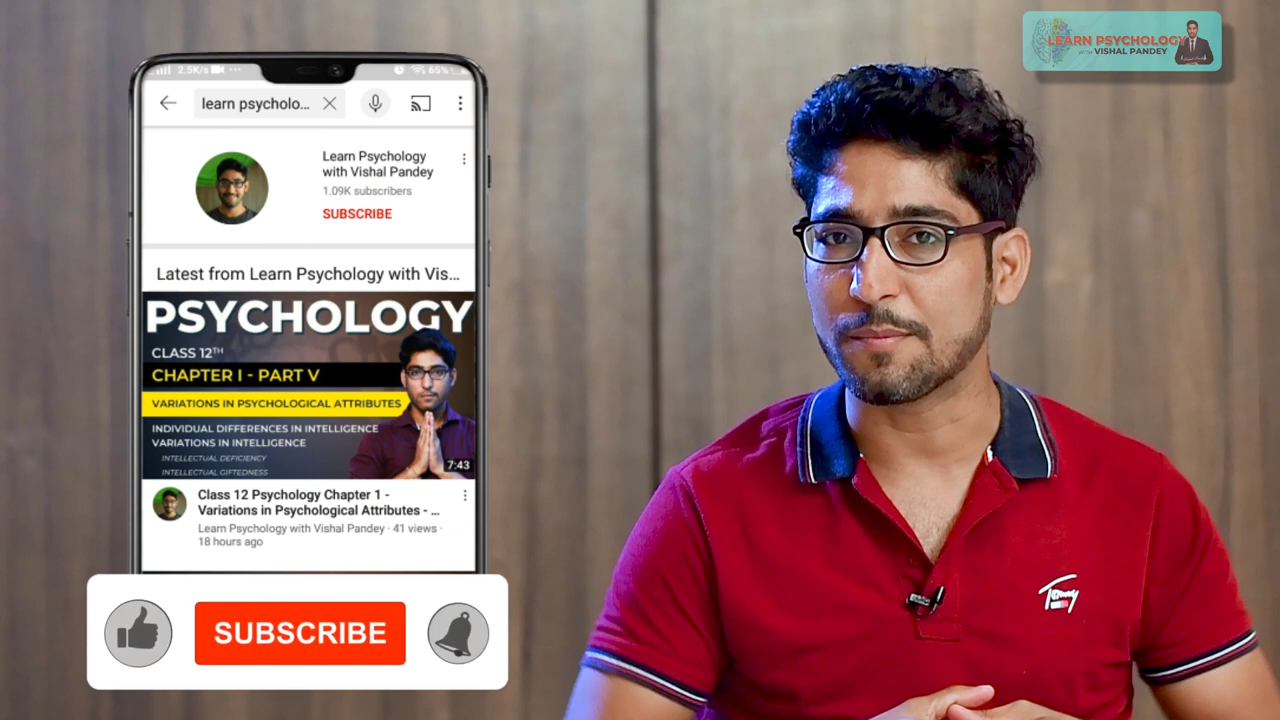 2.5K/s
65%
learn psycholo...
Learn Psychology
with Vishal Pandey
1.09K subscribers
SUBSCRIBE
Latest from Learn Psychology with Vis...
PSYCHOLOGY
CLASS 12TH
CHAPTER I - PART V
VARIATIONS IN PSYCHOLOGICAL ATTRIBUTES
INDIVIDUAL DIFFERENCES IN INTELLIGENCE
VARIATIONS IN INTELLIGENCE
INTELLECTUAL DEFICIENCY
INTELLECTUAL GIFTEDNESS
7:43
Class 12 Psychology Chapter 1 -
Variations in Psychological Attributes - ...
Learn Psychology with Vishal Pandey · 41 views ·
18 hours ago
SUBSCRIBE
LEARN PSYCHOLOGY
WITH VISHAL PANDEY
Tommy